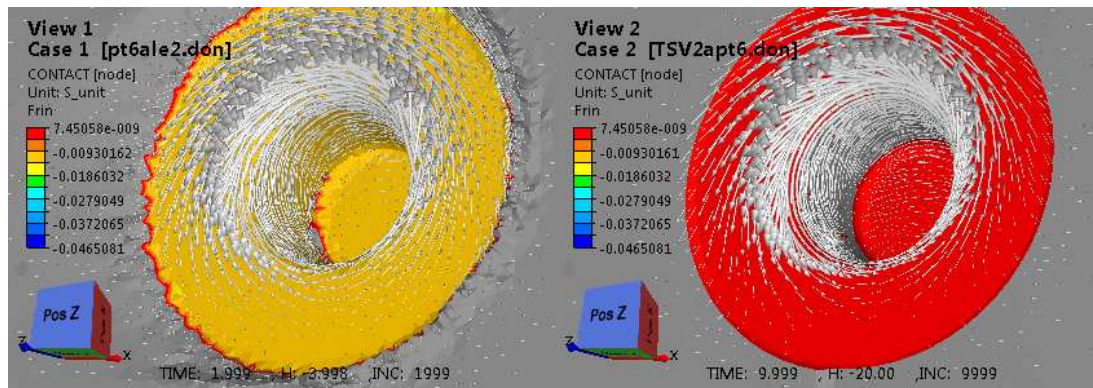 View 1
Case 1 [pt6ale2.don]
CONTACT [node]
Unit: S_unit
Frin
7.45058e-009
-0.00930162
-0.0186032
-0.0279049
-0.0372065
-0.0465081
Pos Z
Z
X
TIME: 1.999 , H: -3.998 ,INC: 1999
View 2
Case 2 [TSV2apt6.don]
CONTACT [node]
Unit: S_unit
Frin
7.45058e-009
-0.00930161
-0.0186032
-0.0279049
-0.0372065
-0.0465081
Pos Z
Z
X
TIME: 9.999 , H: -20.00 ,INC: 9999